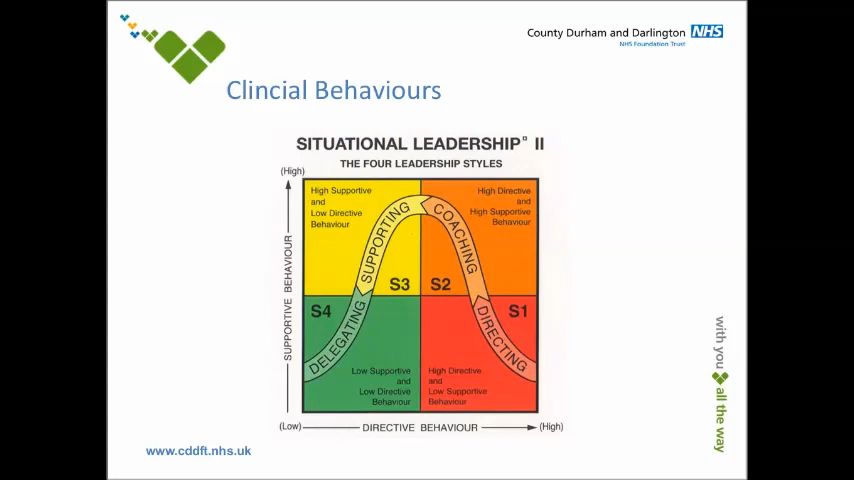 County Durham and Darlington NHS
NHS Foundation Trust
Clincial Behaviours
SITUATIONAL LEADERSHIP¤ II
THE FOUR LEADERSHIP STYLES
(High)
High Supportive
and
Low Directive
Behaviour
High Directive
and
High Supportive
Behaviour
SUPPORTING
COACHING
S3
S2
S4
S1
DELEGATING
DIRECTING
Low Supportive
and
Low Directive
Behaviour
High Directive
and
Low Supportive
Behaviour
SUPPORTIVE BEHAVIOUR
(Low)
DIRECTIVE BEHAVIOUR
(High)
with you all the way
www.cddft.nhs.uk